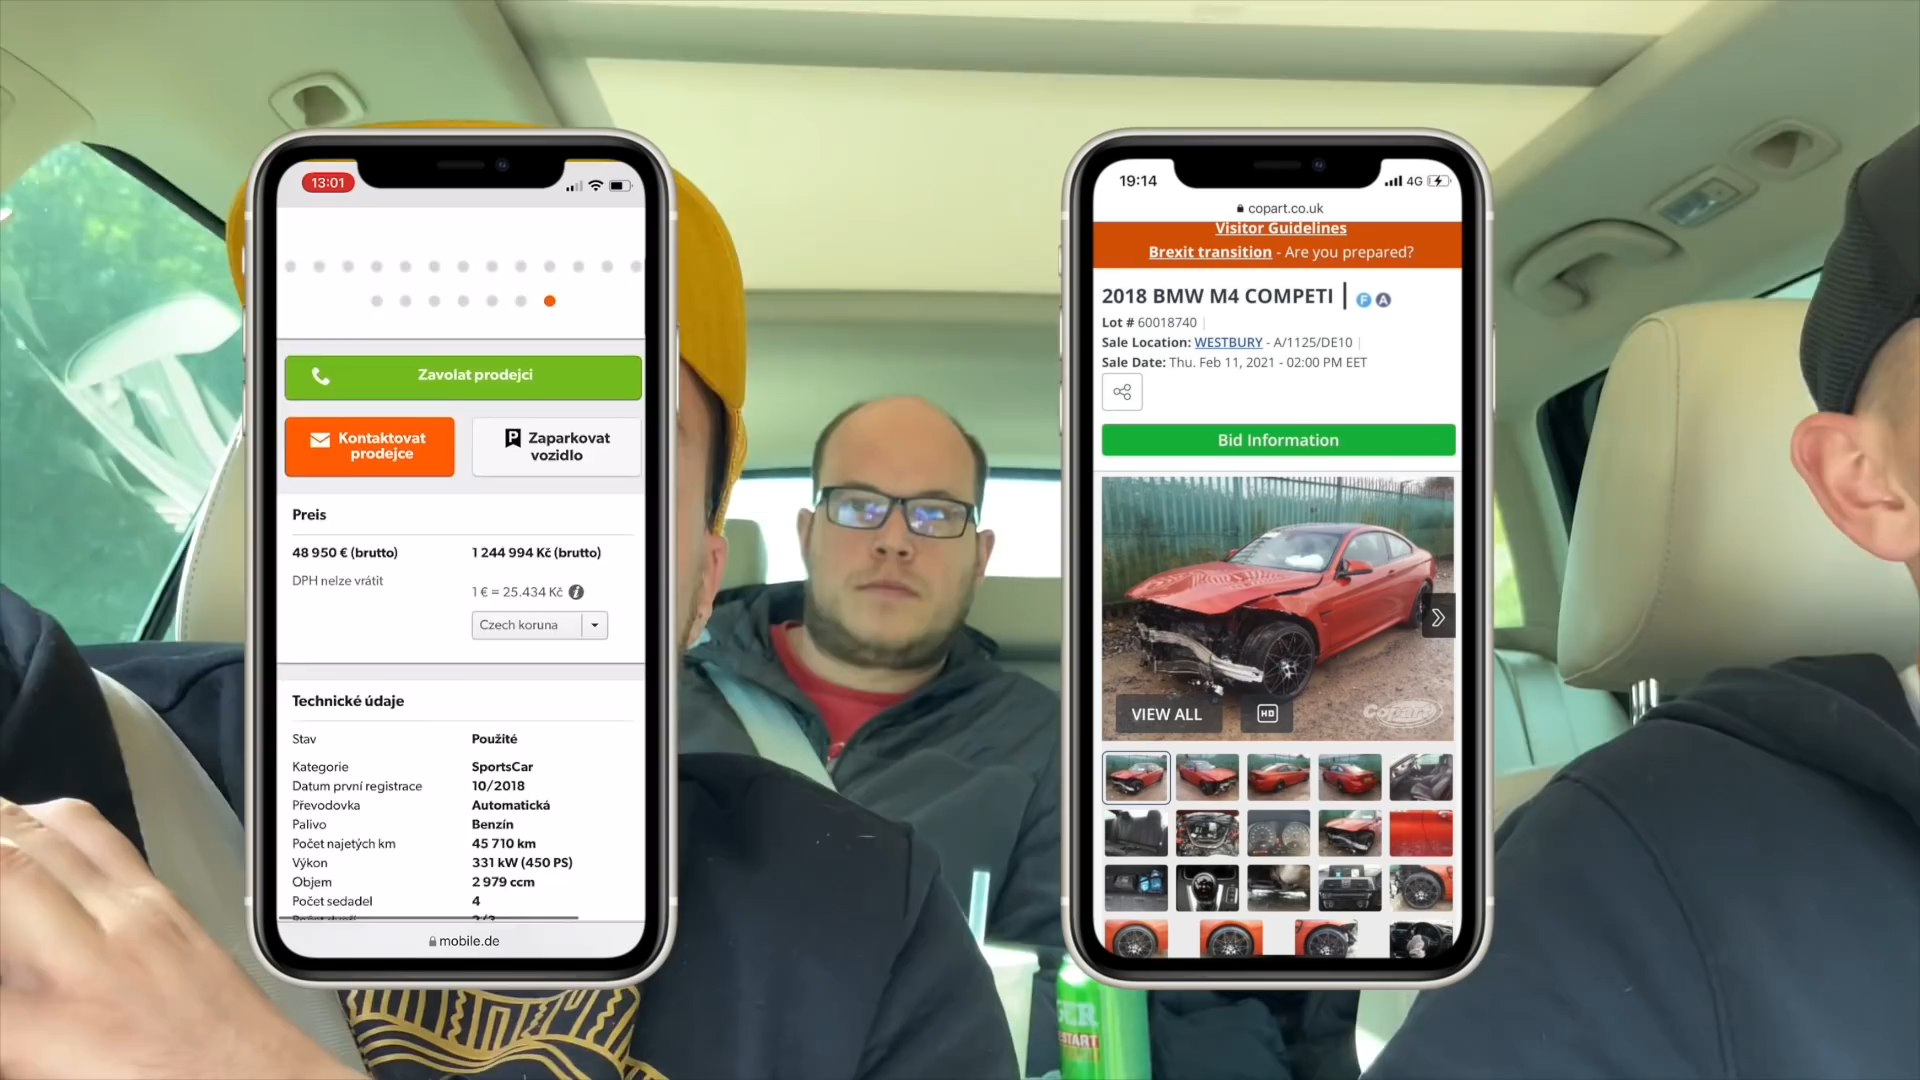 13:01
Zavolat prodejci
Kontaktovat
prodejce
Zaparkovat
vozidlo
Preis
48 950 € (brutto) 1 244 994 Kč (brutto)
DPH nelze vrátit
1 € = 25.434 Kč
Czech koruna
Technické údaje
Stav Použité
Kategorie SportsCar
Datum první registrace 10/2018
Převodovka Automatická
Palivo Benzín
Počet najetých km 45 710 km
Výkon 331 kW (450 PS)
Objem 2 979 ccm
Počet sedadel 4
mobile.de
19:14 4G
copart.co.uk
Visitor Guidelines
Brexit transition - Are you prepared?
2018 BMW M4 COMPETI F A
Lot # 60018740
Sale Location: WESTBURY - A/1125/DE10
Sale Date: Thu. Feb 11, 2021 - 02:00 PM EET
Bid Information
VIEW ALL HD
Copart